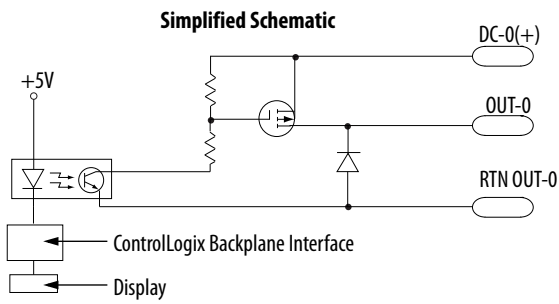 Simplified Schematic
DC-0(+)
+5V
OUT-0
RTN OUT-0
ControlLogix Backplane Interface
Display